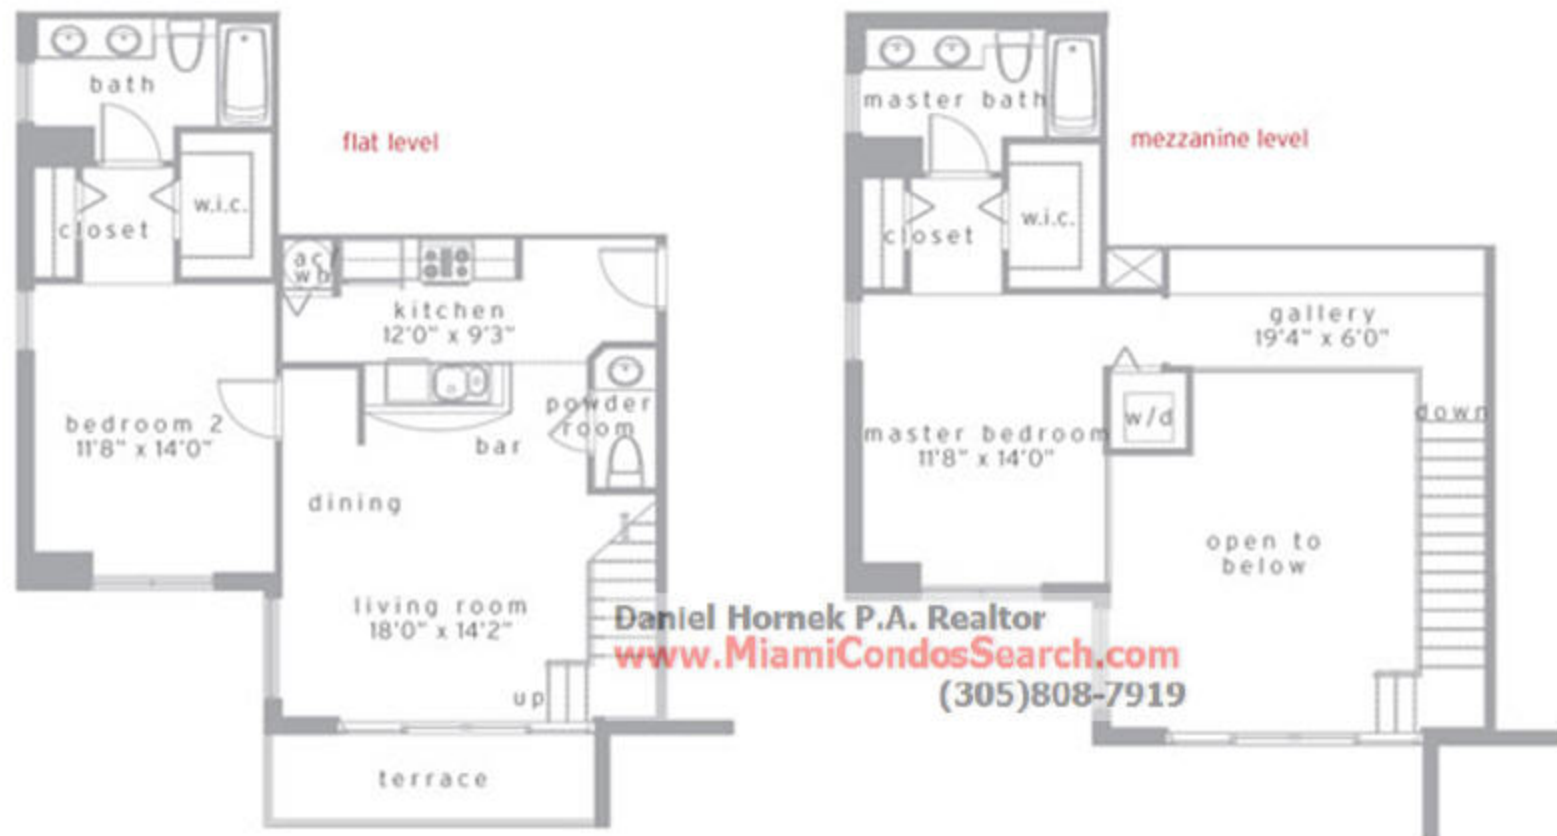 bath
flat level
closet
w.i.c.
ac
wh
kitchen
12'0" x 9'3"
bedroom 2
11'8" x 14'0"
powder
room
bar
dining
living room
18'0" x 14'2"
up
terrace
master bath
mezzanine level
closet
w.i.c.
gallery
19'4" x 6'0"
w/d
down
master bedroom
11'8" x 14'0"
open to
below
Daniel Hornek P.A. Realtor
www.MiamiCondosSearch.com
(305)808-7919